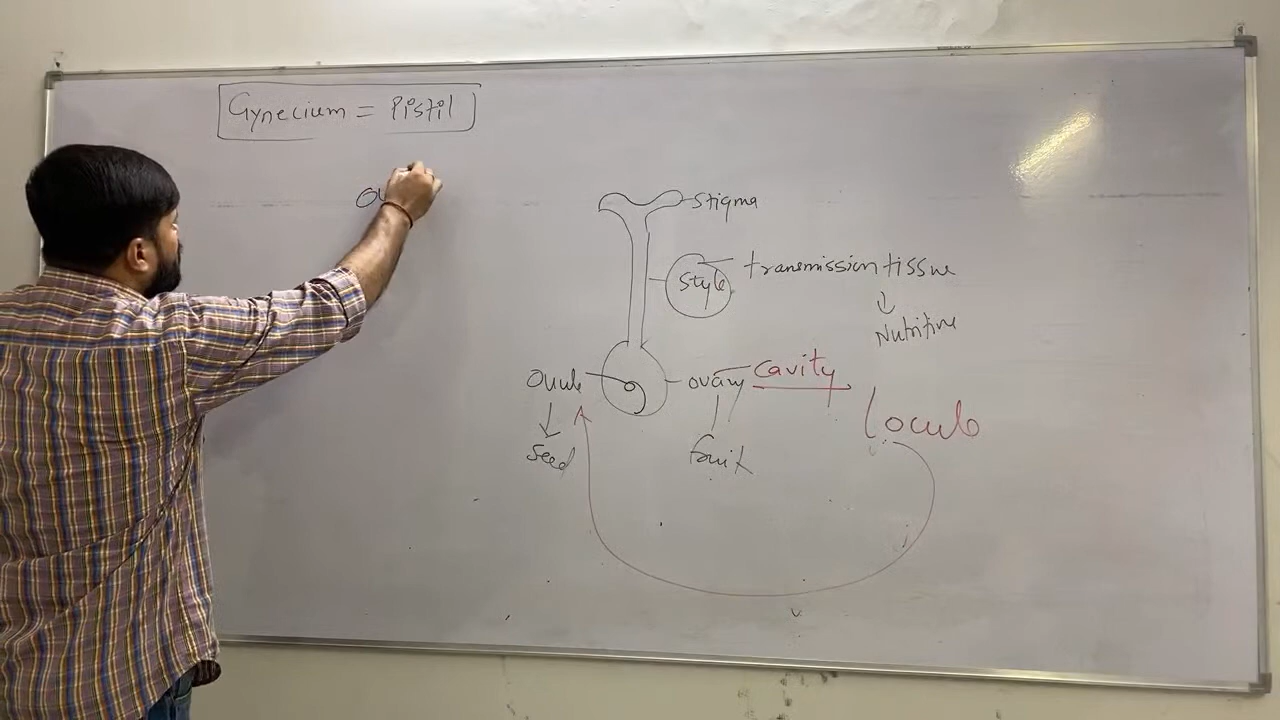 Gynecium = Pistil
Stigma
Style
transmission tissue
Nutritive
Ovule
ovary
Cavity
locule
Seed
fruit